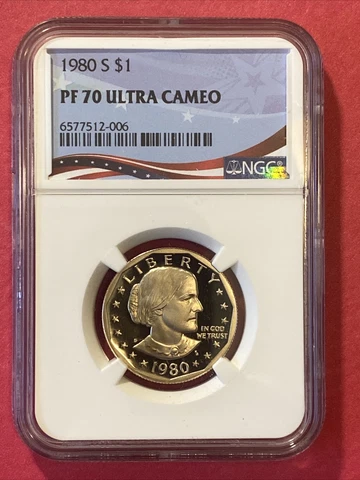 1980 S $1
PF 70 ULTRA CAMEO
6577512-006
NGC
LIBERTY
IN GOD
WE TRUST
S
1980